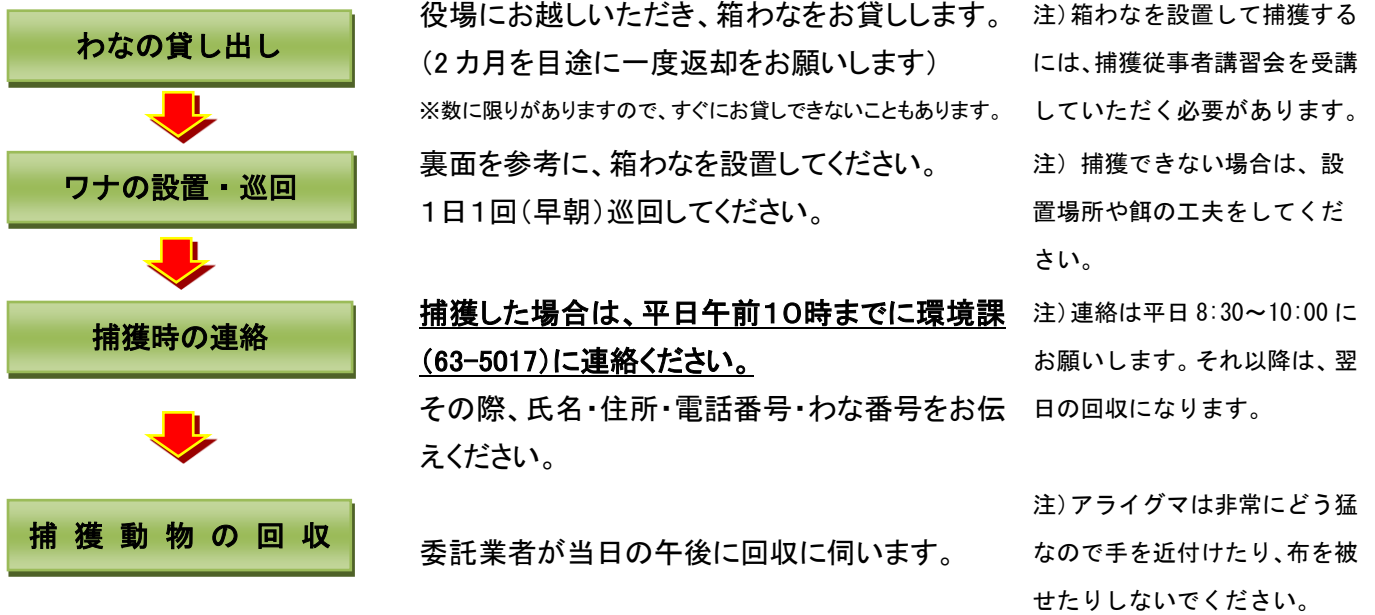 わなの貸し出し
役場にお越しいただき、箱わなをお貸しします。
（2カ月を目途に一度返却をお願いします）
※数に限りがありますので、すぐにお貸しできないこともあります。
注）箱わなを設置して捕獲する
には、捕獲従事者講習会を受講
していただく必要があります。
ワナの設置・巡回
裏面を参考に、箱わなを設置してください。
１日１回（早朝）巡回してください。
注） 捕獲できない場合は、設
置場所や餌の工夫をしてくだ
さい。
捕獲時の連絡
捕獲した場合は、平日午前１０時までに環境課
（63-5017）に連絡ください。
その際、氏名・住所・電話番号・わな番号をお伝
えください。
注）連絡は平日 8：30～10：00 に
お願いします。それ以降は、翌
日の回収になります。
捕 獲 動 物 の 回 収
委託業者が当日の午後に回収に伺います。
注）アライグマは非常にどう猛
なので手を近付けたり、布を被
せたりしないでください。